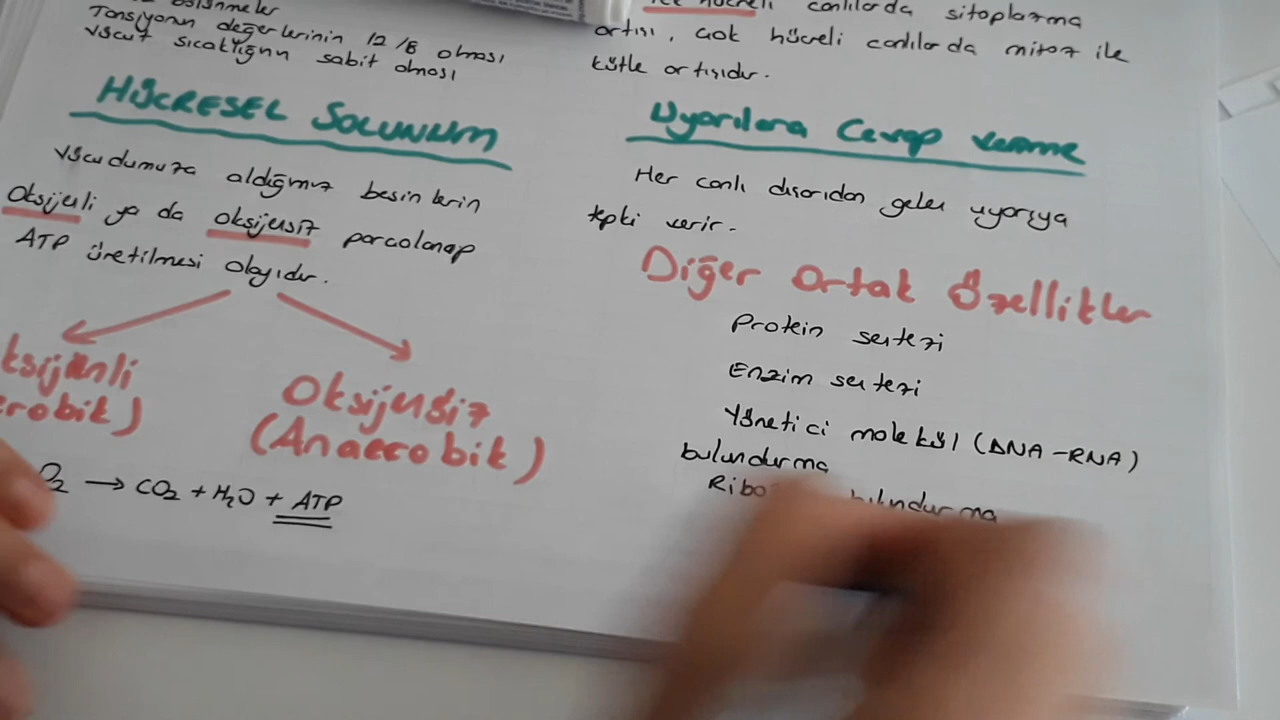 Tansiyonun değerlerinin 12/8 olması
vücut sıcaklığının sabit olması
HÜCRESEL SOLUNUM
Vücudumuza aldığımız besinlerin
Oksijenli ya da oksijensiz parçalanıp
ATP üretilmesi olayıdır.
Oksijensiz
(Anaerobik)
O₂ → CO₂ + H₂O + ATP
canlılarda sitoplazma
artışı, çok hücreli canlılarda mitoz ile
kütle artışıdır.
Uyarılara Cevap verme
Her canlı dışarıdan gelen uyarıya
tepki verir.
Diğer Ortak Özellikler
Protein sentezi
Enzim sentezi
Yönetici molekül (DNA-RNA)
bulundurma
bulundurma